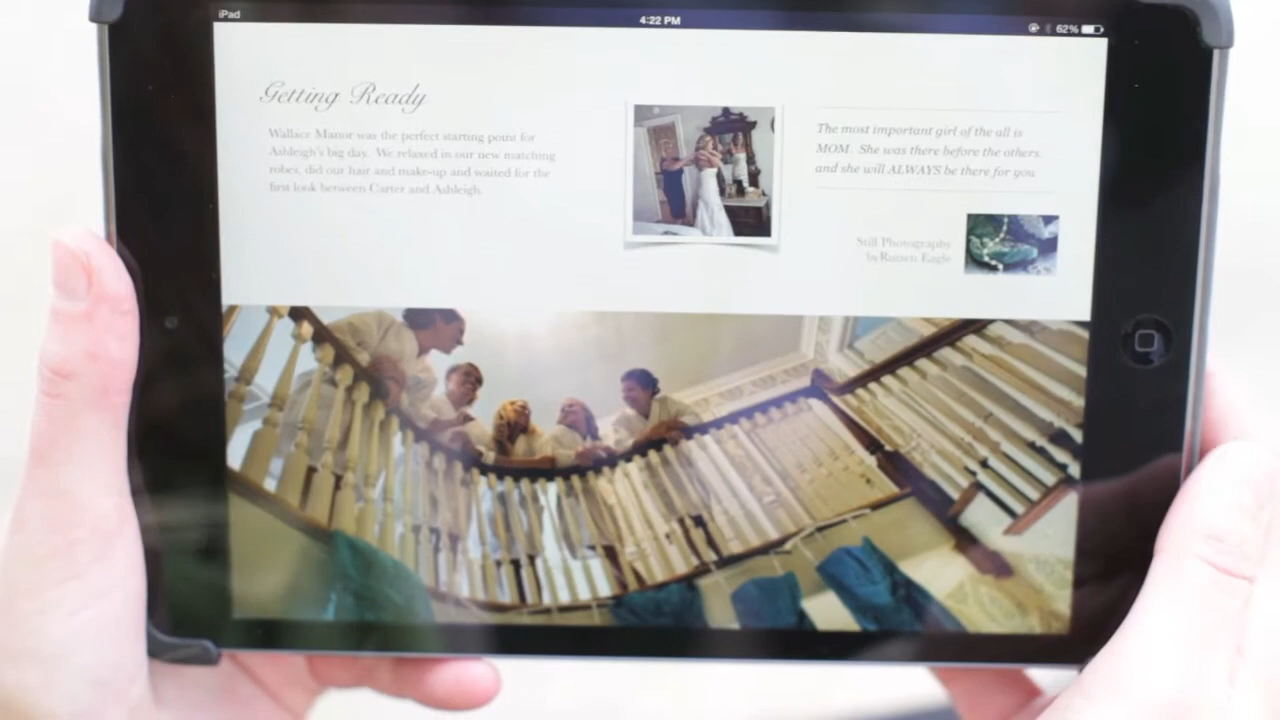 iPad
4:22 PM
62%
Getting Ready
Wallace Manor was the perfect starting point for
Ashleigh's big day. We relaxed in our new matching
robes, did our hair and make-up and waited for the
first look between Carter and Ashleigh.
The most important girl of the all is
MOM. She was there before the others,
and she will ALWAYS be there for you
Still Photography
by Eagle